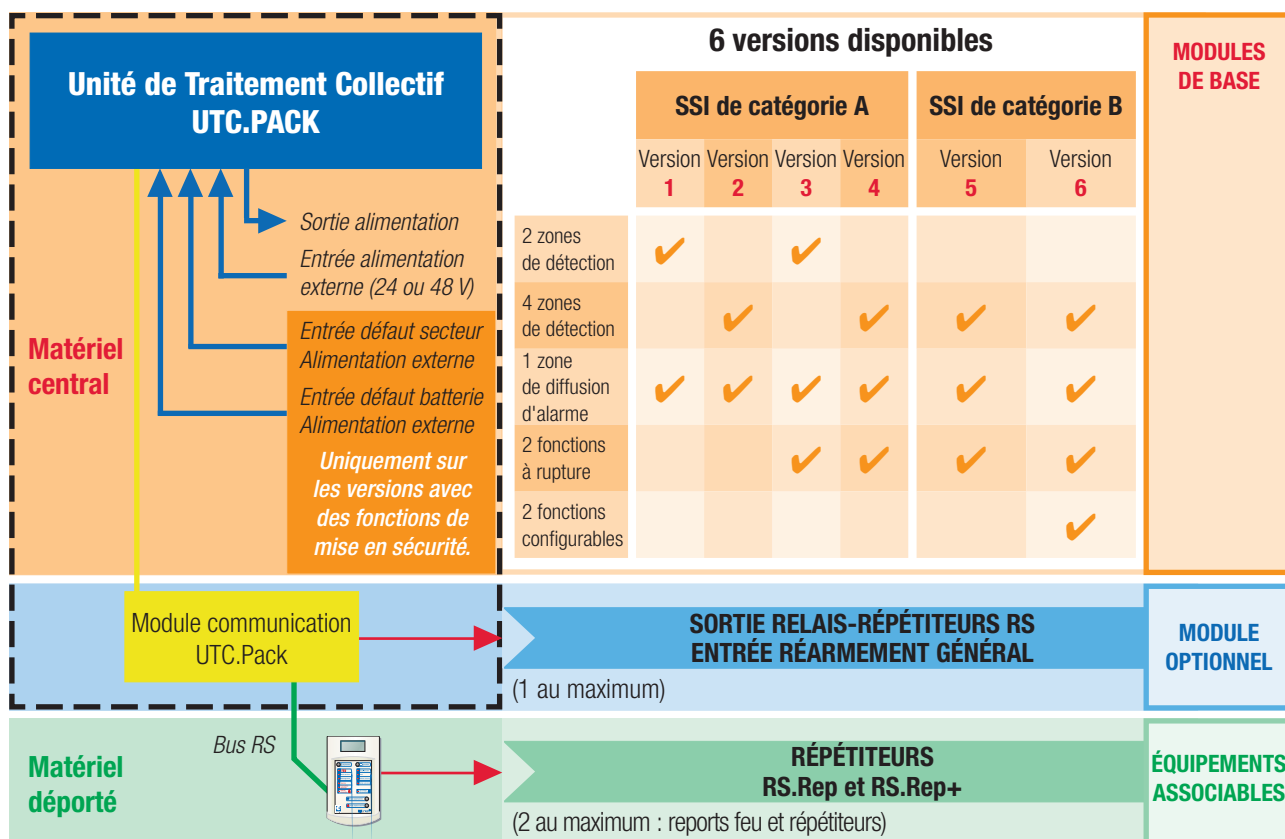 Unité de Traitement Collectif
UTC.PACK
Sortie alimentation
Entrée alimentation
externe (24 ou 48 V)
Entrée défaut secteur
Alimentation externe
Entrée défaut batterie
Alimentation externe
Uniquement sur
les versions avec
des fonctions de
mise en sécurité.
Matériel
central
6 versions disponibles
SSI de catégorie A
SSI de catégorie B
Version Version Version Version Version Version
1 2 3 4 5 6
2 zones
de détection
4 zones
de détection
1 zone
de diffusion
d'alarme
2 fonctions
à rupture
2 fonctions
configurables
MODULES
DE BASE
Module communication
UTC.Pack
SORTIE RELAIS-RÉPÉTITEURS RS
ENTRÉE RÉARMEMENT GÉNÉRAL
(1 au maximum)
MODULE
OPTIONNEL
Matériel
déporté
Bus RS
RÉPÉTITEURS
RS.Rep et RS.Rep+
(2 au maximum : reports feu et répétiteurs)
ÉQUIPEMENTS
ASSOCIABLES